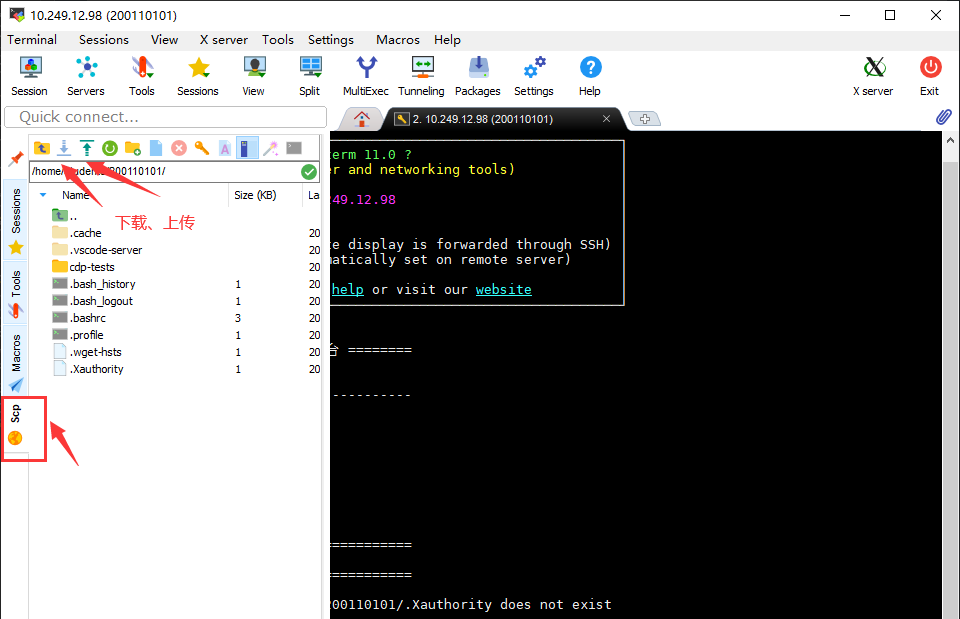 10.249.12.98 (200110101)
Terminal Sessions View X server Tools Settings Macros Help
Session Servers Tools Sessions View Split MultiExec Tunneling Packages Settings Help X server Exit
Quick connect...
2. 10.249.12.98 (200110101)
/200110101/
Name Size (KB) La
下载、上传
..
.cache 20
.vscode-server 20
cdp-tests 20
.bash_history 1 20
.bash_logout 1 20
.bashrc 3 20
.profile 1 20
.wget-hsts 1 20
.Xauthority 1 20
Sessions
Tools
Macros
Scp
term 11.0 ?
er and networking tools)
49.12.98
te display is forwarded through SSH)
matically set on remote server)
help or visit our website
台 ========
----------
==========
==========
200110101/.Xauthority does not exist